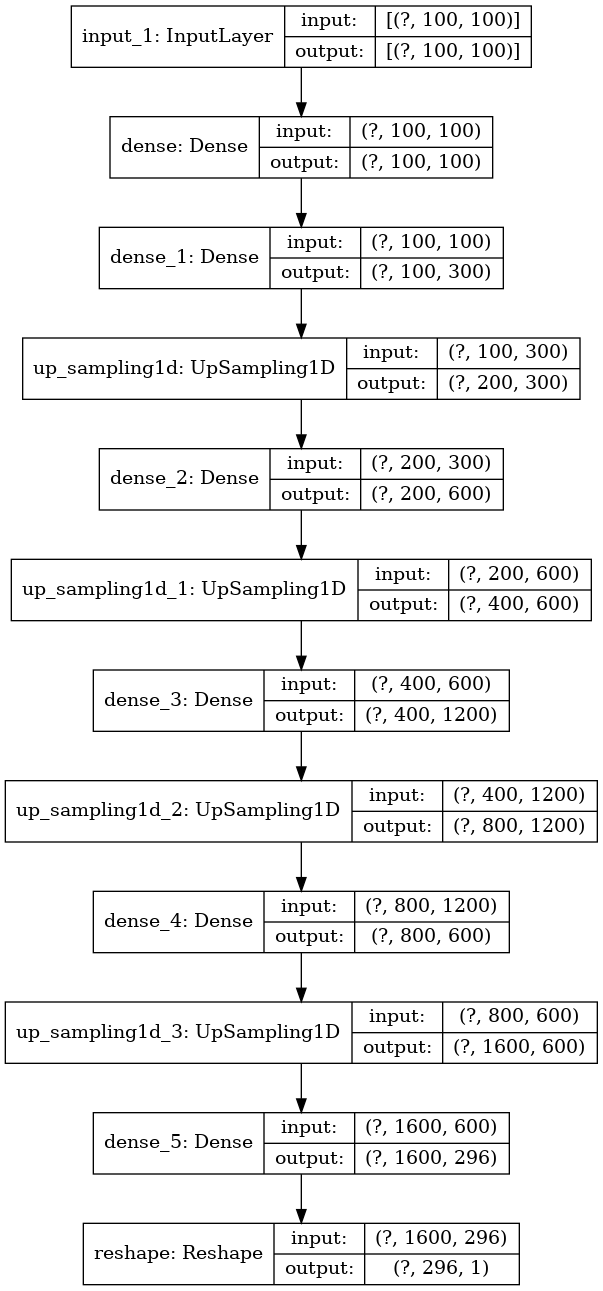 input_1: InputLayer
input: [(?, 100, 100)]
output: [(?, 100, 100)]
dense: Dense
input: (?, 100, 100)
output: (?, 100, 100)
dense_1: Dense
input: (?, 100, 100)
output: (?, 100, 300)
up_sampling1d: UpSampling1D
input: (?, 100, 300)
output: (?, 200, 300)
dense_2: Dense
input: (?, 200, 300)
output: (?, 200, 600)
up_sampling1d_1: UpSampling1D
input: (?, 200, 600)
output: (?, 400, 600)
dense_3: Dense
input: (?, 400, 600)
output: (?, 400, 1200)
up_sampling1d_2: UpSampling1D
input: (?, 400, 1200)
output: (?, 800, 1200)
dense_4: Dense
input: (?, 800, 1200)
output: (?, 800, 600)
up_sampling1d_3: UpSampling1D
input: (?, 800, 600)
output: (?, 1600, 600)
dense_5: Dense
input: (?, 1600, 600)
output: (?, 1600, 296)
reshape: Reshape
input: (?, 1600, 296)
output: (?, 296, 1)